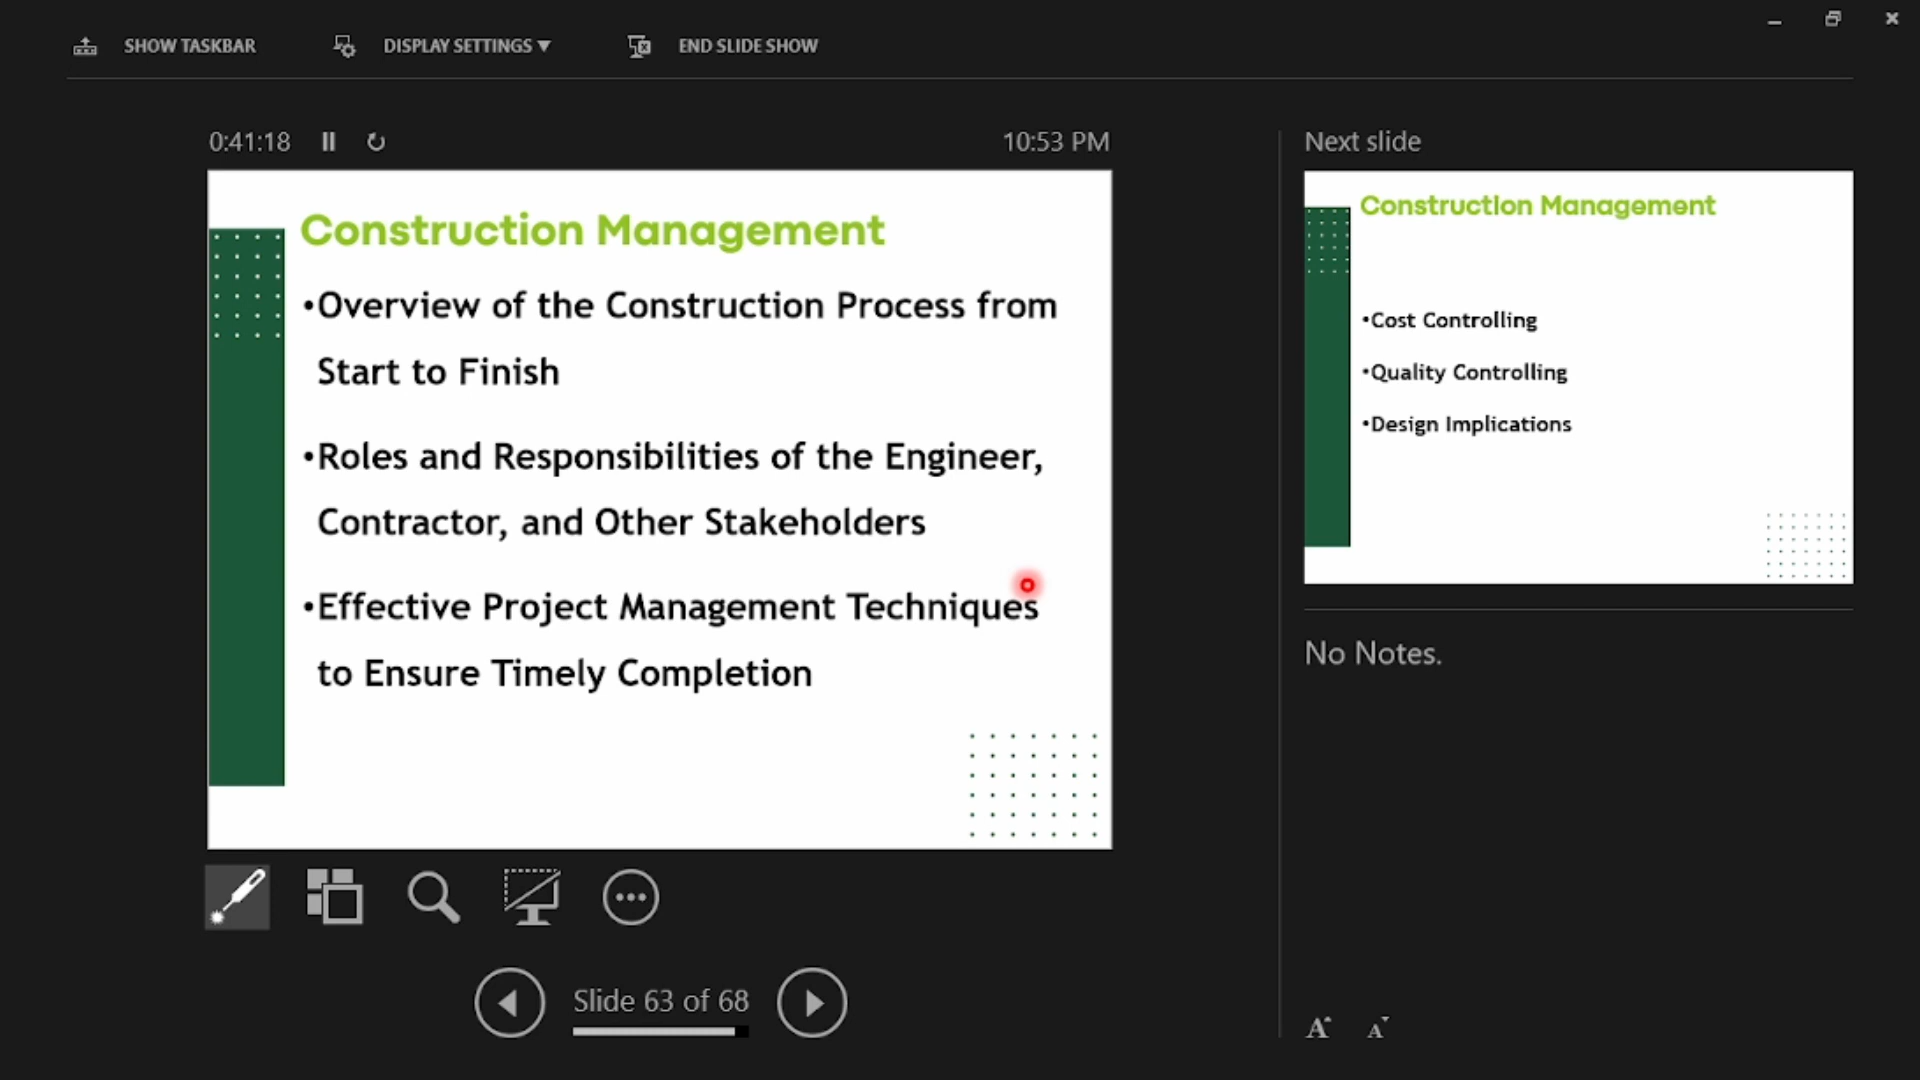 SHOW TASKBAR
DISPLAY SETTINGS ▼
END SLIDE SHOW
0:41:18
10:53 PM
Construction Management
•Overview of the Construction Process from
Start to Finish
•Roles and Responsibilities of the Engineer,
Contractor, and Other Stakeholders
•Effective Project Management Techniques
to Ensure Timely Completion
Slide 63 of 68
Next slide
Construction Management
•Cost Controlling
•Quality Controlling
•Design Implications
No Notes.
A A